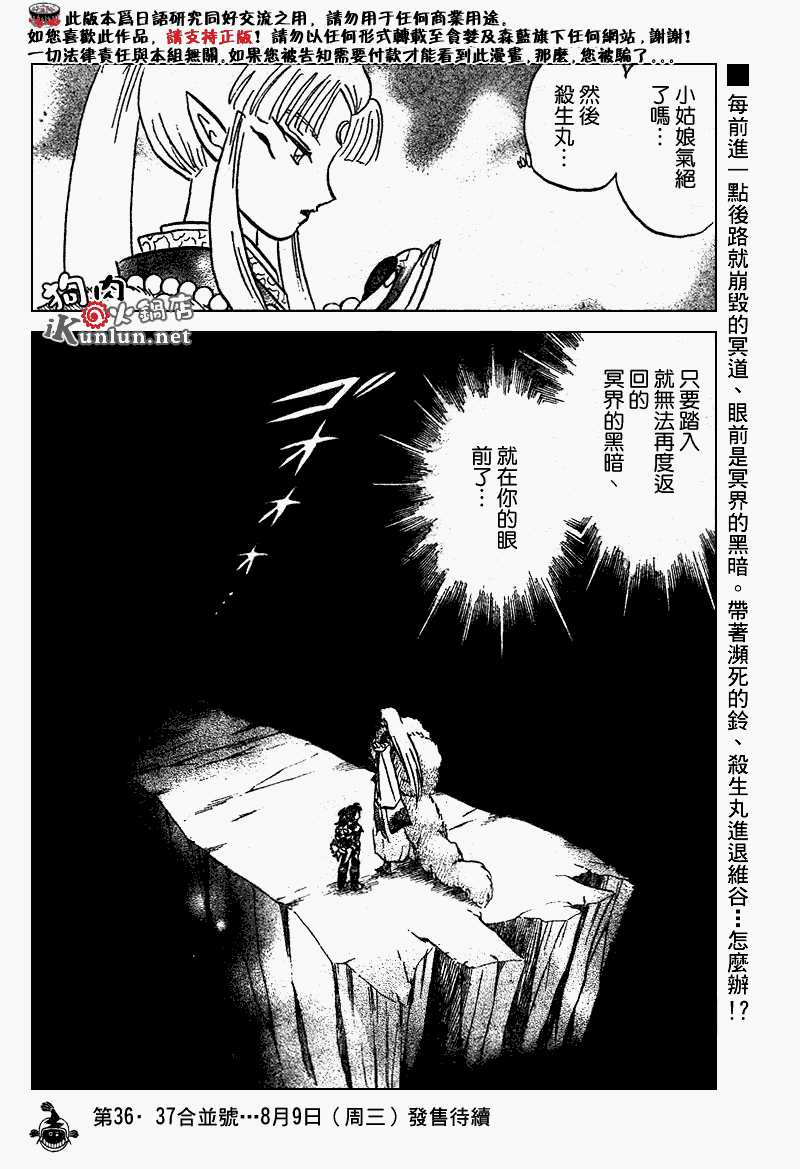 此版本爲日語研究同好交流之用，請勿用于任何商業用途。
如您喜歡此作品，請支持正版！請勿以任何形式轉載至貪婪及森藍旗下任何網站，謝謝！
一切法律責任與本組無關。如果您被告知需要付款才能看到此漫畫，那麼，您被騙了...
小姑娘氣絕
了嗎…
然後
殺生丸…
狗肉
火鍋店
iKunlun.net
只要踏入
就無法再度返
回的
冥界的黑暗、
就在你的眼
前了…
■每前進一點後路就崩毀的冥道、眼前是冥界的黑暗。帶著瀕死的鈴、殺生丸進退維谷…怎麼辦!?
第36·37合並號…8月9日（周三）發售待續